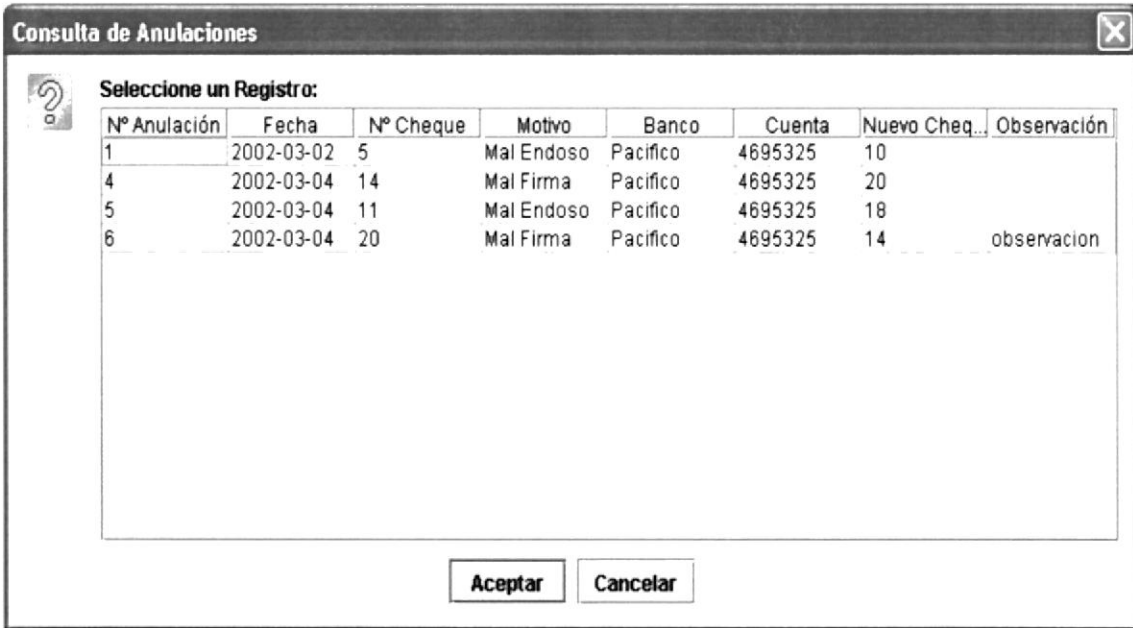 Consulta de Anulaciones
Seleccione un Registro:
Nº Anulación Fecha Nº Cheque Motivo Banco Cuenta Nuevo Cheq... Observación
1 2002-03-02 5 Mal Endoso Pacifico 4695325 10
4 2002-03-04 14 Mal Firma Pacifico 4695325 20
5 2002-03-04 11 Mal Endoso Pacifico 4695325 18
6 2002-03-04 20 Mal Firma Pacifico 4695325 14 observacion
Aceptar Cancelar